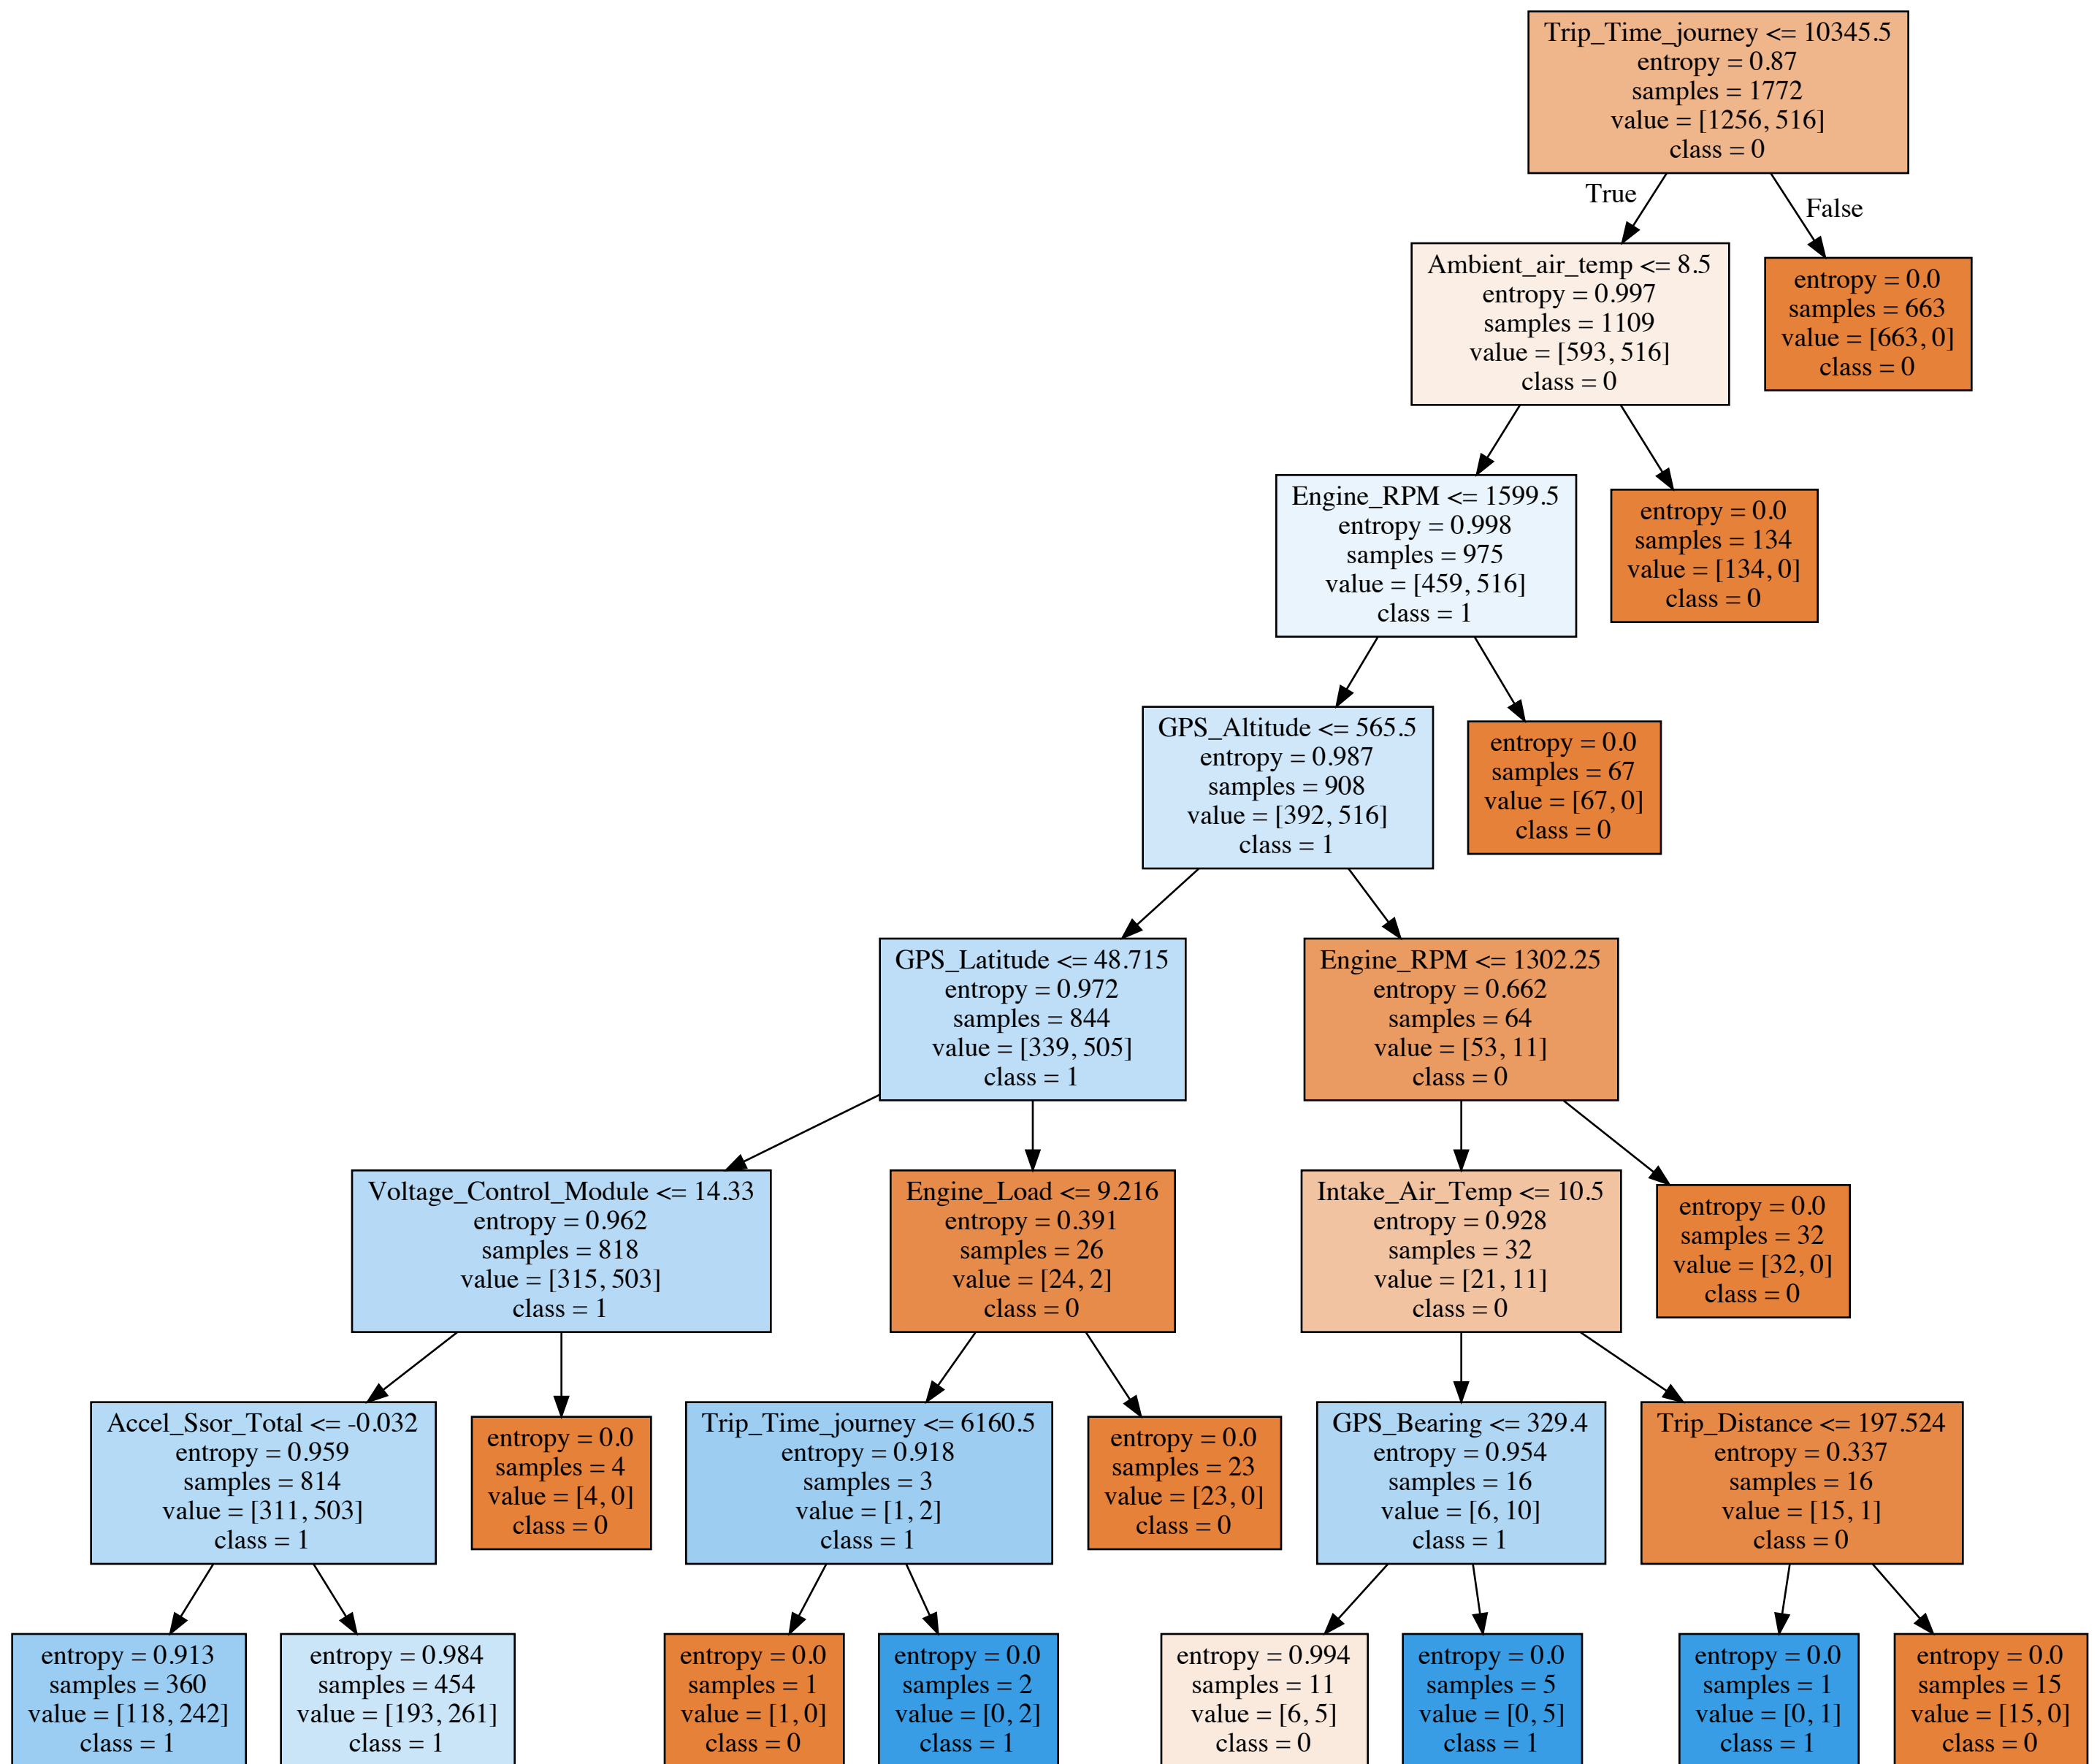 Trip_Time_journey <= 10345.5
entropy = 0.87
samples = 1772
value = [1256, 516]
class = 0
True
False
Ambient_air_temp <= 8.5
entropy = 0.997
samples = 1109
value = [593, 516]
class = 0
entropy = 0.0
samples = 663
value = [663, 0]
class = 0
Engine_RPM <= 1599.5
entropy = 0.998
samples = 975
value = [459, 516]
class = 1
entropy = 0.0
samples = 134
value = [134, 0]
class = 0
GPS_Altitude <= 565.5
entropy = 0.987
samples = 908
value = [392, 516]
class = 1
entropy = 0.0
samples = 67
value = [67, 0]
class = 0
GPS_Latitude <= 48.715
entropy = 0.972
samples = 844
value = [339, 505]
class = 1
Engine_RPM <= 1302.25
entropy = 0.662
samples = 64
value = [53, 11]
class = 0
Voltage_Control_Module <= 14.33
entropy = 0.962
samples = 818
value = [315, 503]
class = 1
Engine_Load <= 9.216
entropy = 0.391
samples = 26
value = [24, 2]
class = 0
Intake_Air_Temp <= 10.5
entropy = 0.928
samples = 32
value = [21, 11]
class = 0
entropy = 0.0
samples = 32
value = [32, 0]
class = 0
Accel_Ssor_Total <= -0.032
entropy = 0.959
samples = 814
value = [311, 503]
class = 1
entropy = 0.0
samples = 4
value = [4, 0]
class = 0
Trip_Time_journey <= 6160.5
entropy = 0.918
samples = 3
value = [1, 2]
class = 1
entropy = 0.0
samples = 23
value = [23, 0]
class = 0
GPS_Bearing <= 329.4
entropy = 0.954
samples = 16
value = [6, 10]
class = 1
Trip_Distance <= 197.524
entropy = 0.337
samples = 16
value = [15, 1]
class = 0
entropy = 0.913
samples = 360
value = [118, 242]
class = 1
entropy = 0.984
samples = 454
value = [193, 261]
class = 1
entropy = 0.0
samples = 1
value = [1, 0]
class = 0
entropy = 0.0
samples = 2
value = [0, 2]
class = 1
entropy = 0.994
samples = 11
value = [6, 5]
class = 0
entropy = 0.0
samples = 5
value = [0, 5]
class = 1
entropy = 0.0
samples = 1
value = [0, 1]
class = 1
entropy = 0.0
samples = 15
value = [15, 0]
class = 0